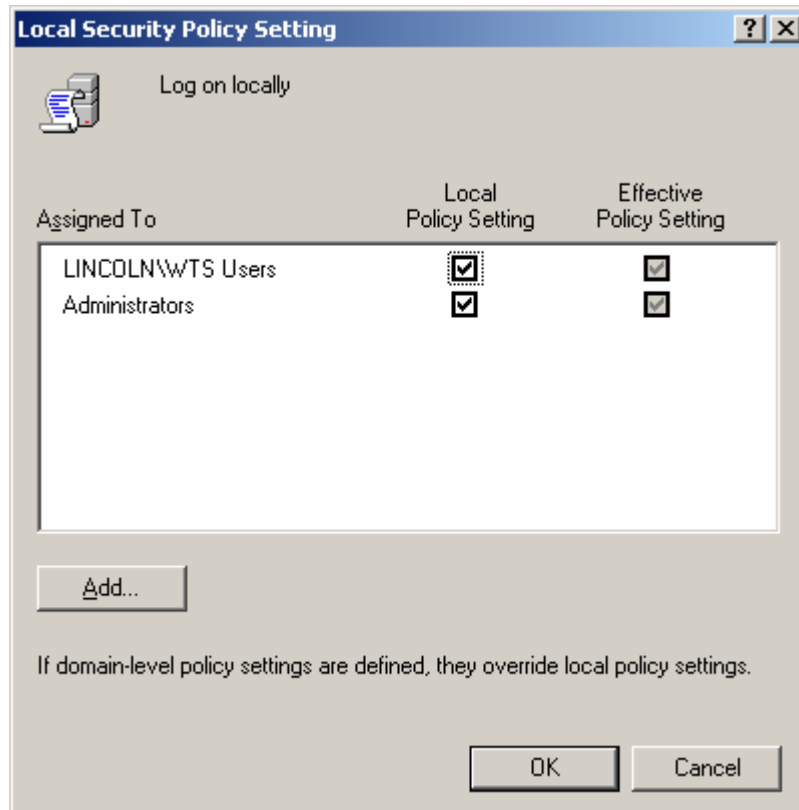 Local Security Policy Setting
Log on locally
Local
Policy Setting
Effective
Policy Setting
Assigned To
LINCOLN\WTS Users
Administrators
Add...
If domain-level policy settings are defined, they override local policy settings.
OK
Cancel